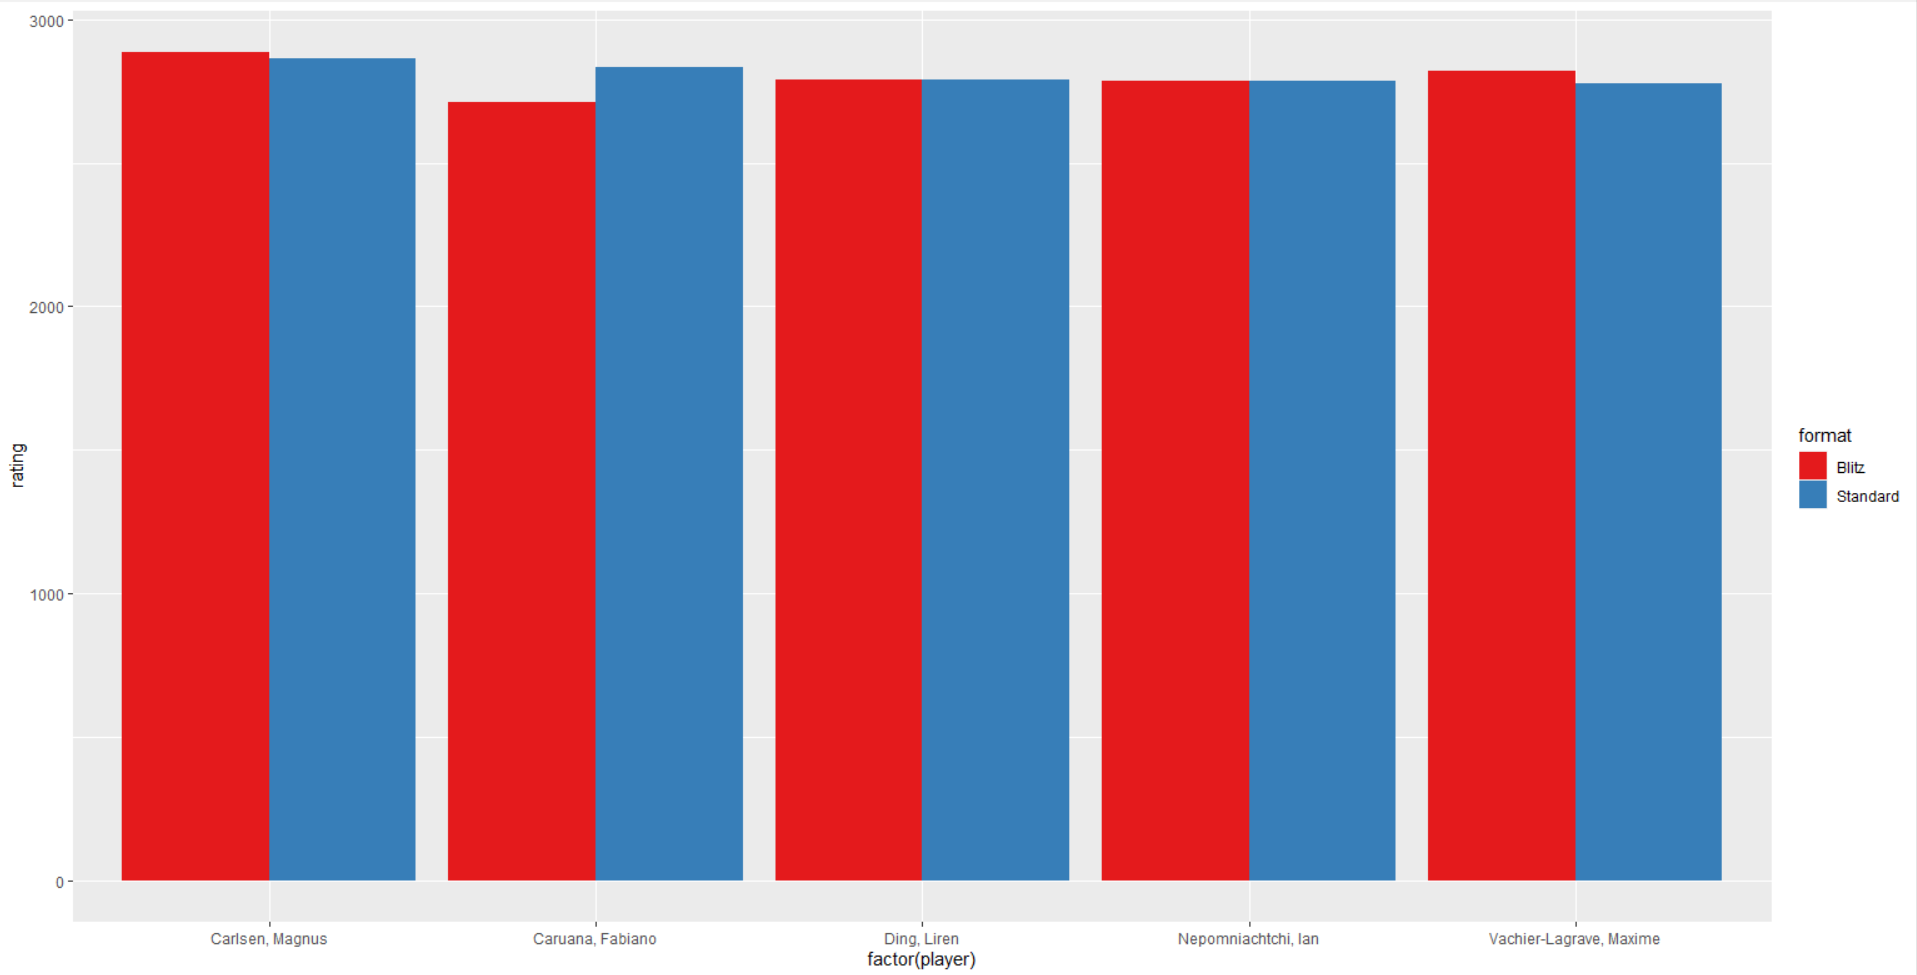 3000
2000
1000
0
rating
Carlsen, Magnus
Caruana, Fabiano
Ding, Liren
Nepomniachtchi, Ian
Vachier-Lagrave, Maxime
factor(player)
format
Blitz
Standard